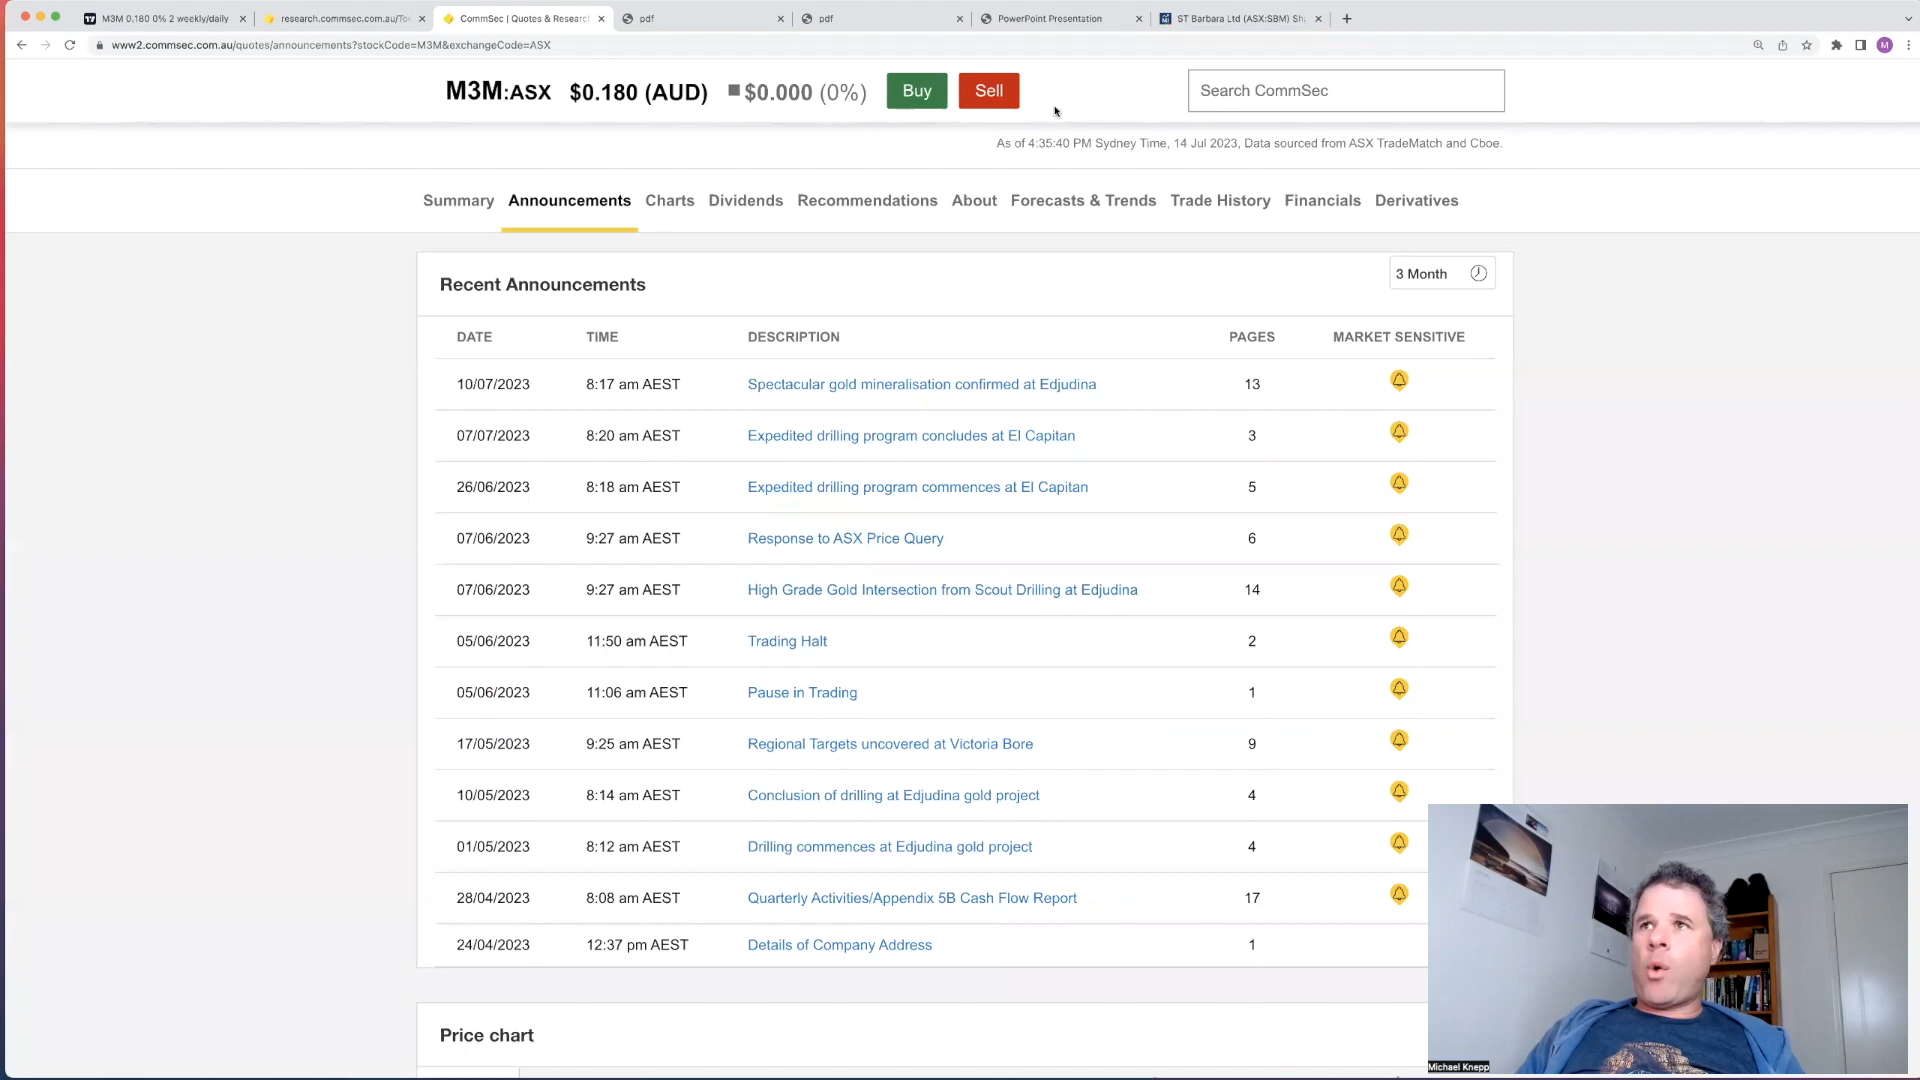 M3M 0.180 0% 2 weekly/daily
research.commsec.com.au/To
CommSec | Quotes & Researc
pdf
pdf
PowerPoint Presentation
ST Barbara Ltd (ASX:SBM) Sh
www2.commsec.com.au/quotes/announcements?stockCode=M3M&exchangeCode=ASX
M
M3M:ASX $0.180 (AUD) $0.000 (0%) Buy Sell Search CommSec
As of 4:35:40 PM Sydney Time, 14 Jul 2023, Data sourced from ASX TradeMatch and Cboe.
Summary Announcements Charts Dividends Recommendations About Forecasts & Trends Trade History Financials Derivatives
Recent Announcements 3 Month
DATE TIME DESCRIPTION PAGES MARKET SENSITIVE
10/07/2023 8:17 am AEST Spectacular gold mineralisation confirmed at Edjudina 13
07/07/2023 8:20 am AEST Expedited drilling program concludes at El Capitan 3
26/06/2023 8:18 am AEST Expedited drilling program commences at El Capitan 5
07/06/2023 9:27 am AEST Response to ASX Price Query 6
07/06/2023 9:27 am AEST High Grade Gold Intersection from Scout Drilling at Edjudina 14
05/06/2023 11:50 am AEST Trading Halt 2
05/06/2023 11:06 am AEST Pause in Trading 1
17/05/2023 9:25 am AEST Regional Targets uncovered at Victoria Bore 9
10/05/2023 8:14 am AEST Conclusion of drilling at Edjudina gold project 4
01/05/2023 8:12 am AEST Drilling commences at Edjudina gold project 4
28/04/2023 8:08 am AEST Quarterly Activities/Appendix 5B Cash Flow Report 17
24/04/2023 12:37 pm AEST Details of Company Address 1
Price chart
Michael Knepp